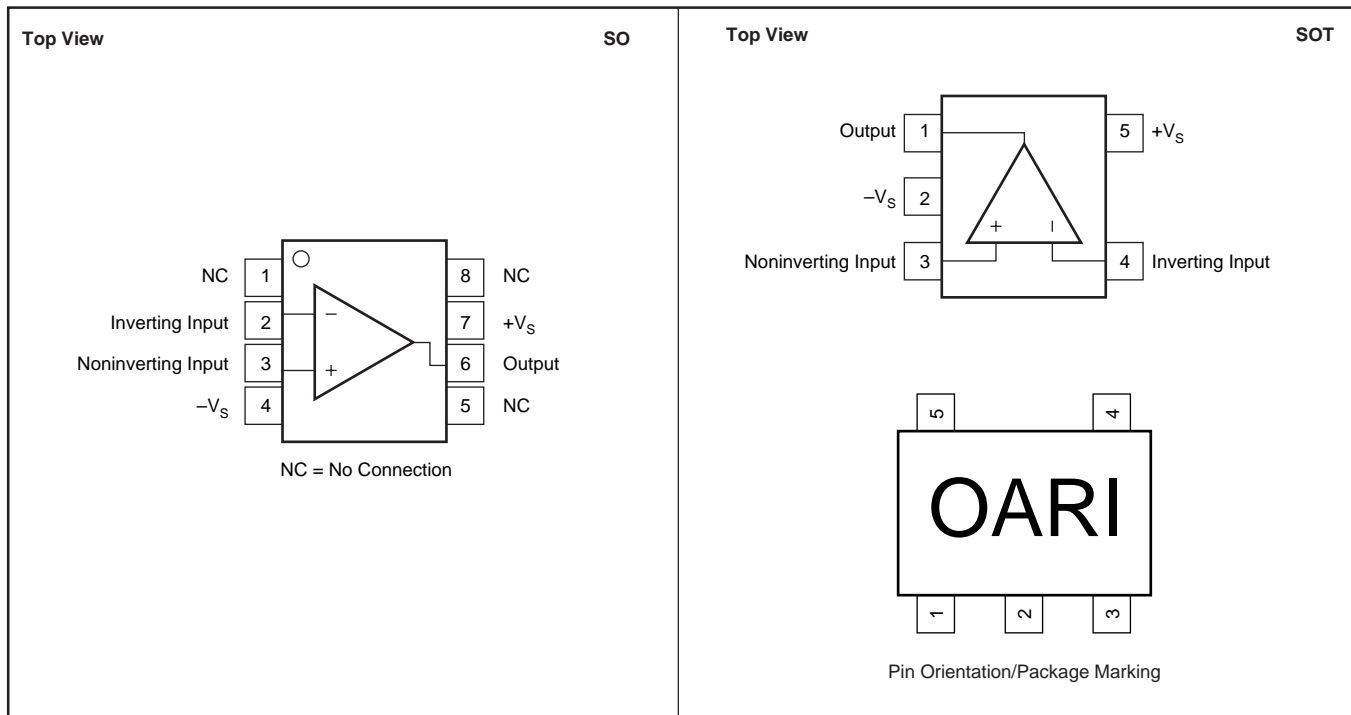 Top View SO
NC 1 8 NC
Inverting Input 2 − 7 +VS
Noninverting Input 3 + 6 Output
–VS 4 5 NC
NC = No Connection
Top View SOT
Output 1 5 +VS
–VS 2
+ −
Noninverting Input 3 4 Inverting Input
5 4
OARI
1 2 3
Pin Orientation/Package Marking